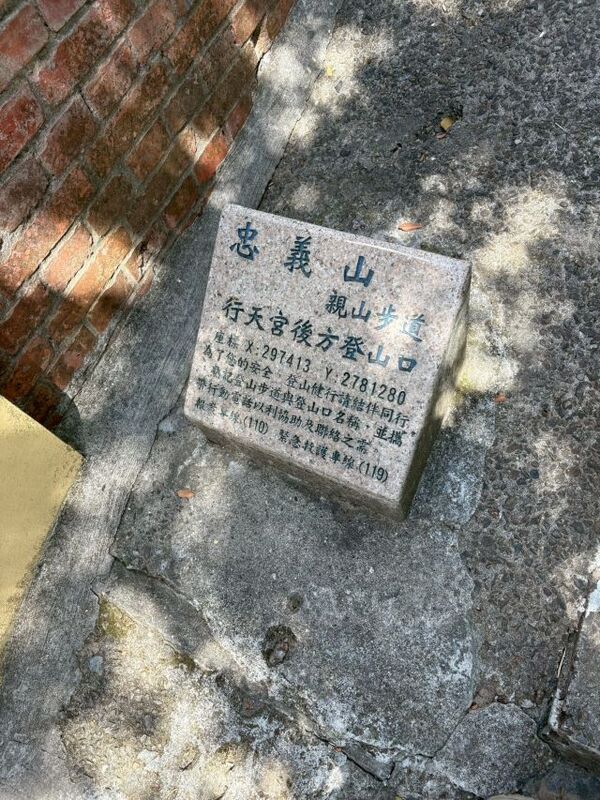 忠義山
親山步道
行天宮後方登山口
座標 X:297413 Y:2781280
為了您的安全,登山健行請結伴同行,
熟記登山步道與登山口名稱,並攜
帶行動電話以利協助及聯絡之需。
報案專線(110) 緊急救護專線(119)